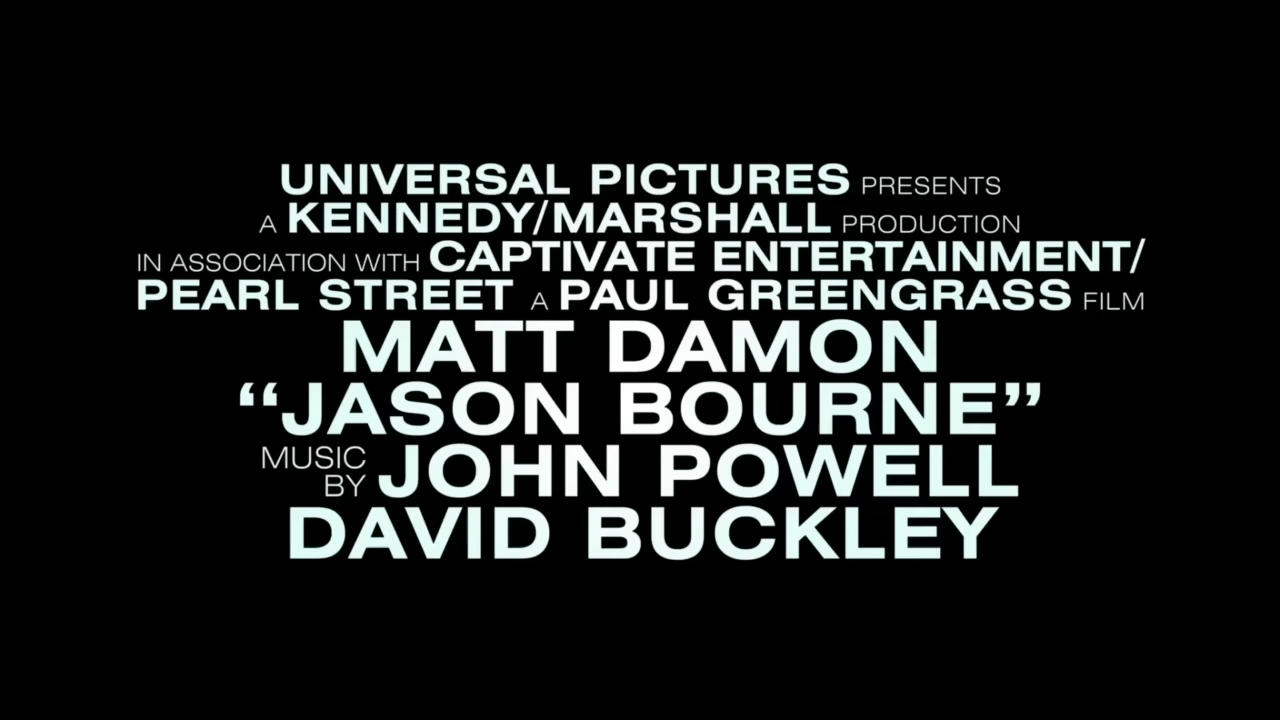 UNIVERSAL PICTURES PRESENTS
A KENNEDY/MARSHALL PRODUCTION
IN ASSOCIATION WITH CAPTIVATE ENTERTAINMENT/
PEARL STREET A PAUL GREENGRASS FILM
MATT DAMON
“JASON BOURNE”
MUSIC BY JOHN POWELL
DAVID BUCKLEY